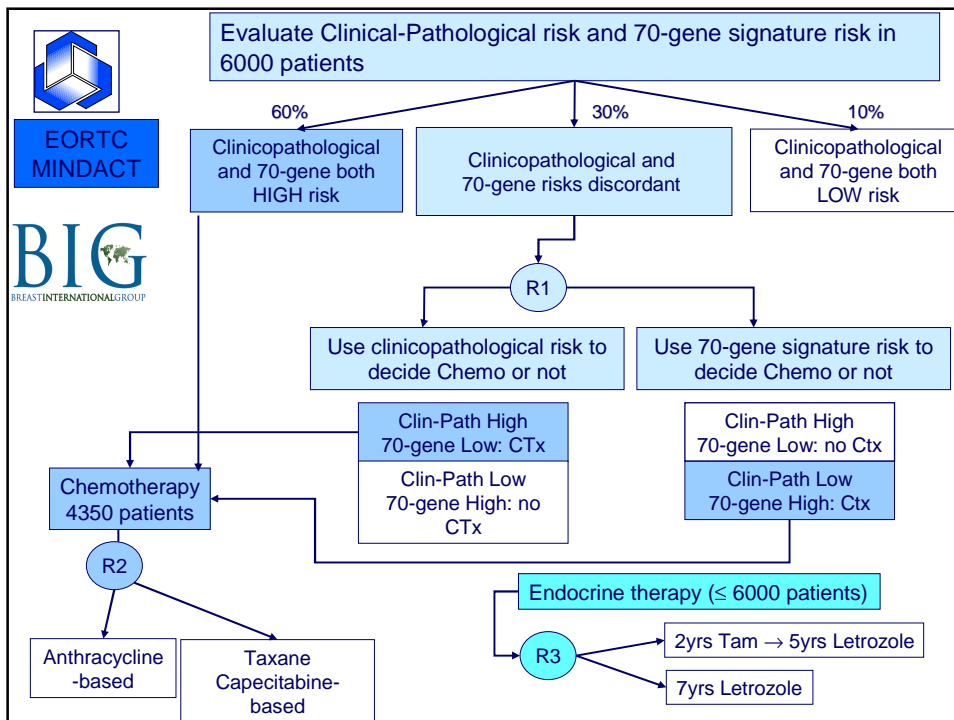 Evaluate Clinical-Pathological risk and 70-gene signature risk in
6000 patients
EORTC
MINDACT
BIG
BREASTINTERNATIONALGROUP
60%
30%
10%
Clinicopathological
and 70-gene both
HIGH risk
Clinicopathological and
70-gene risks discordant
Clinicopathological
and 70-gene both
LOW risk
R1
Use clinicopathological risk to
decide Chemo or not
Use 70-gene signature risk to
decide Chemo or not
Clin-Path High
70-gene Low: CTx
Clin-Path Low
70-gene High: no
CTx
Clin-Path High
70-gene Low: no Ctx
Clin-Path Low
70-gene High: Ctx
Chemotherapy
4350 patients
R2
Anthracycline
-based
Taxane
Capecitabine-
based
Endocrine therapy (≤ 6000 patients)
R3
2yrs Tam → 5yrs Letrozole
7yrs Letrozole